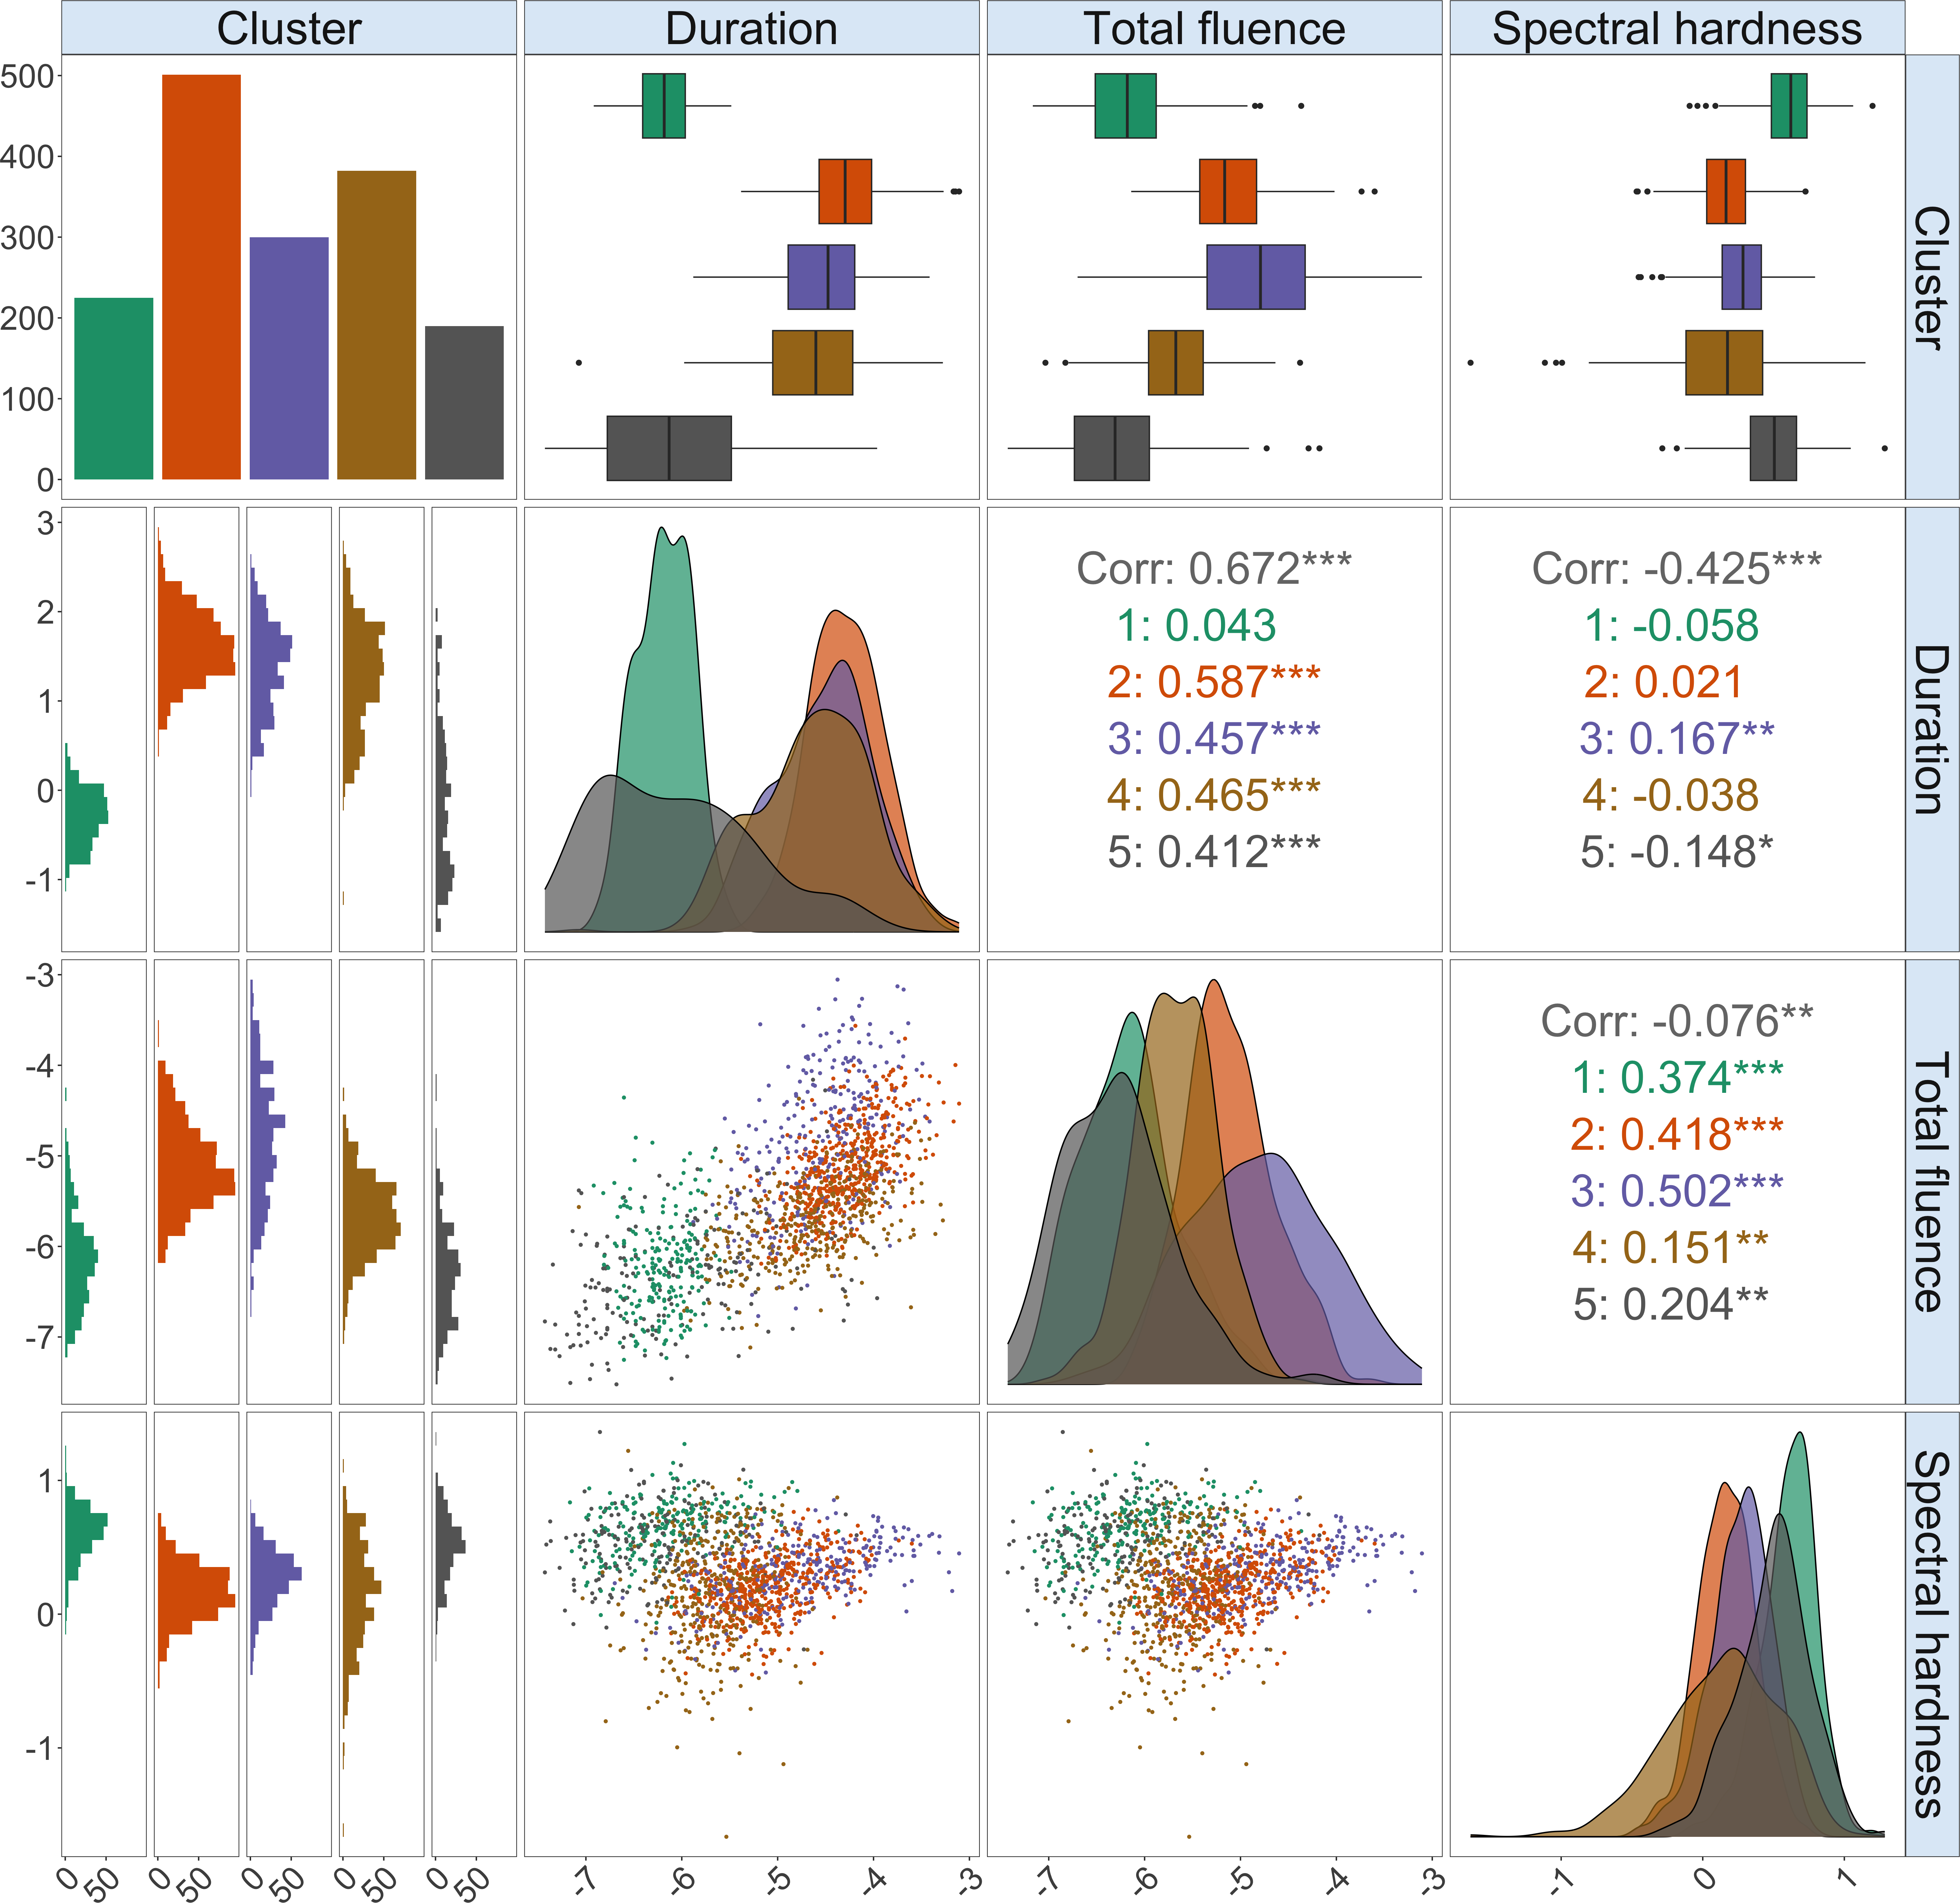 Cluster
Duration
Total fluence
Spectral hardness
500
400
300
200
100
0
Cluster
3
2
1
0
-1
Corr: 0.672***
1: 0.043
2: 0.587***
3: 0.457***
4: 0.465***
5: 0.412***
Corr: -0.425***
1: -0.058
2: 0.021
3: 0.167**
4: -0.038
5: -0.148*
Duration
-3
-4
-5
-6
-7
Corr: -0.076**
1: 0.374***
2: 0.418***
3: 0.502***
4: 0.151**
5: 0.204**
Total fluence
1
0
-1
Spectral hardness
0 50 0 50 0 50 0 50 0 50 -7 -6 -5 -4 -3 -7 -6 -5 -4 -3 -1 0 1